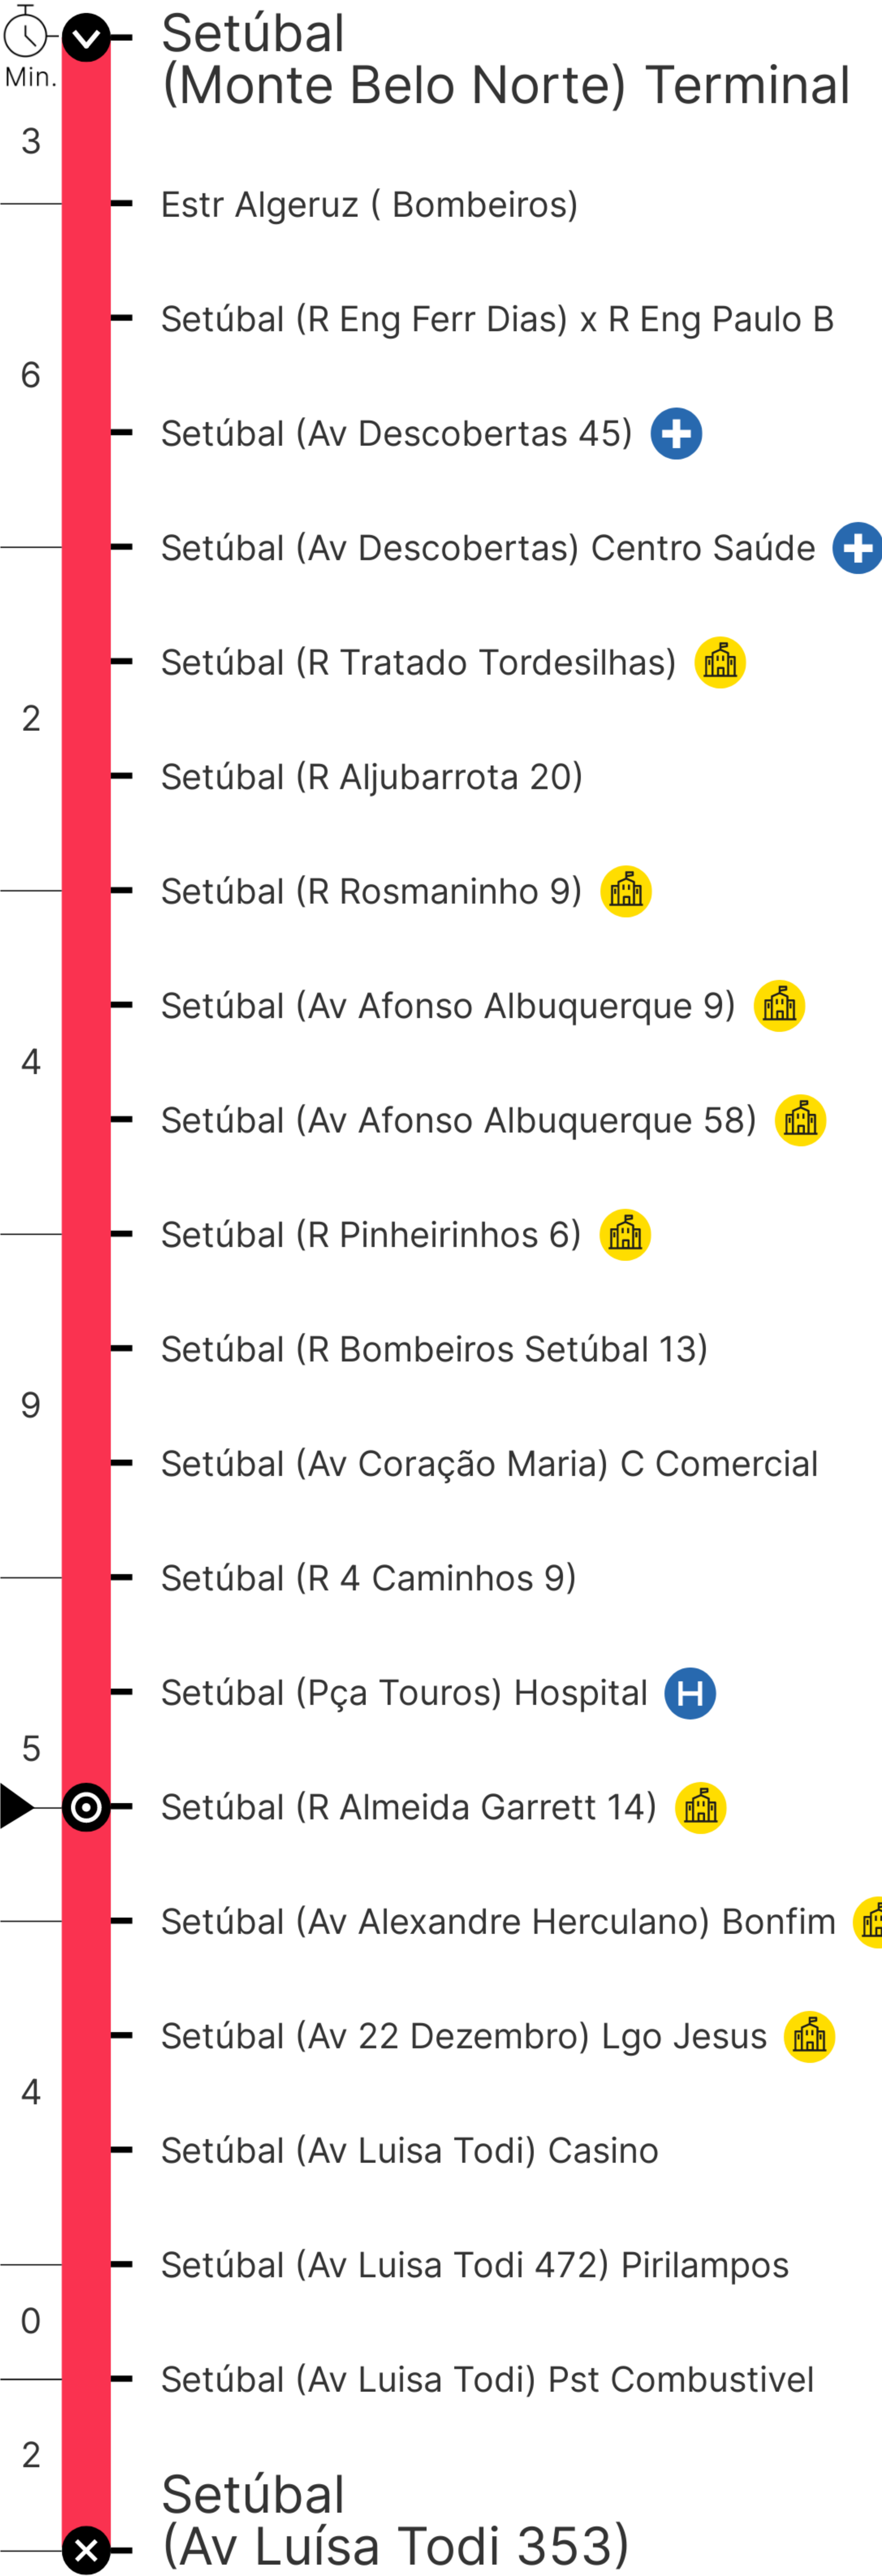 Min.
Setúbal
(Monte Belo Norte) Terminal
3
Estr Algeruz ( Bombeiros)
Setúbal (R Eng Ferr Dias) x R Eng Paulo B
6
Setúbal (Av Descobertas 45)
Setúbal (Av Descobertas) Centro Saúde
Setúbal (R Tratado Tordesilhas)
2
Setúbal (R Aljubarrota 20)
Setúbal (R Rosmaninho 9)
Setúbal (Av Afonso Albuquerque 9)
4
Setúbal (Av Afonso Albuquerque 58)
Setúbal (R Pinheirinhos 6)
Setúbal (R Bombeiros Setúbal 13)
9
Setúbal (Av Coração Maria) C Comercial
Setúbal (R 4 Caminhos 9)
Setúbal (Pça Touros) Hospital H
5
Setúbal (R Almeida Garrett 14)
Setúbal (Av Alexandre Herculano) Bonfim
Setúbal (Av 22 Dezembro) Lgo Jesus
4
Setúbal (Av Luisa Todi) Casino
Setúbal (Av Luisa Todi 472) Pirilampos
0
Setúbal (Av Luisa Todi) Pst Combustivel
2
Setúbal
(Av Luísa Todi 353)